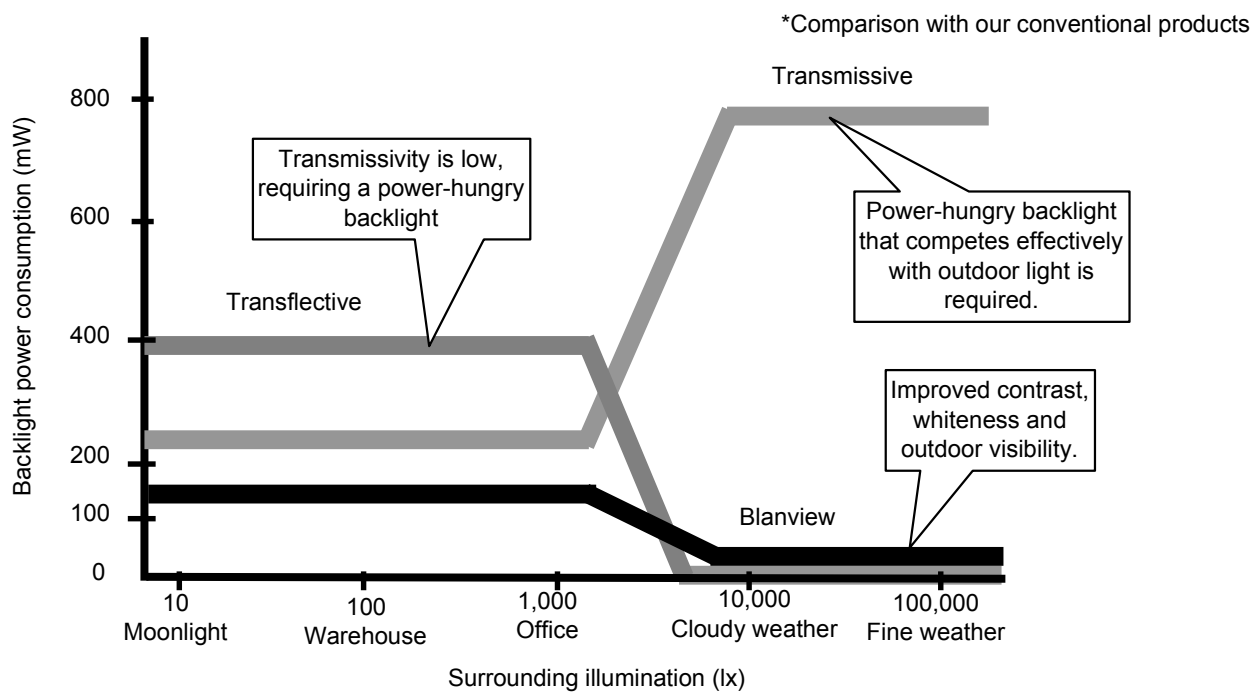 *Comparison with our conventional products
Transmissive
800
Transmissivity is low,
requiring a power-hungry
backlight
600
Power-hungry backlight
that competes effectively
with outdoor light is
required.
Transflective
400
Improved contrast,
whiteness and
outdoor visibility.
200
Blanview
100
0
Backlight power consumption (mW)
10
100
1,000
10,000
100,000
Moonlight
Warehouse
Office
Cloudy weather
Fine weather
Surrounding illumination (lx)